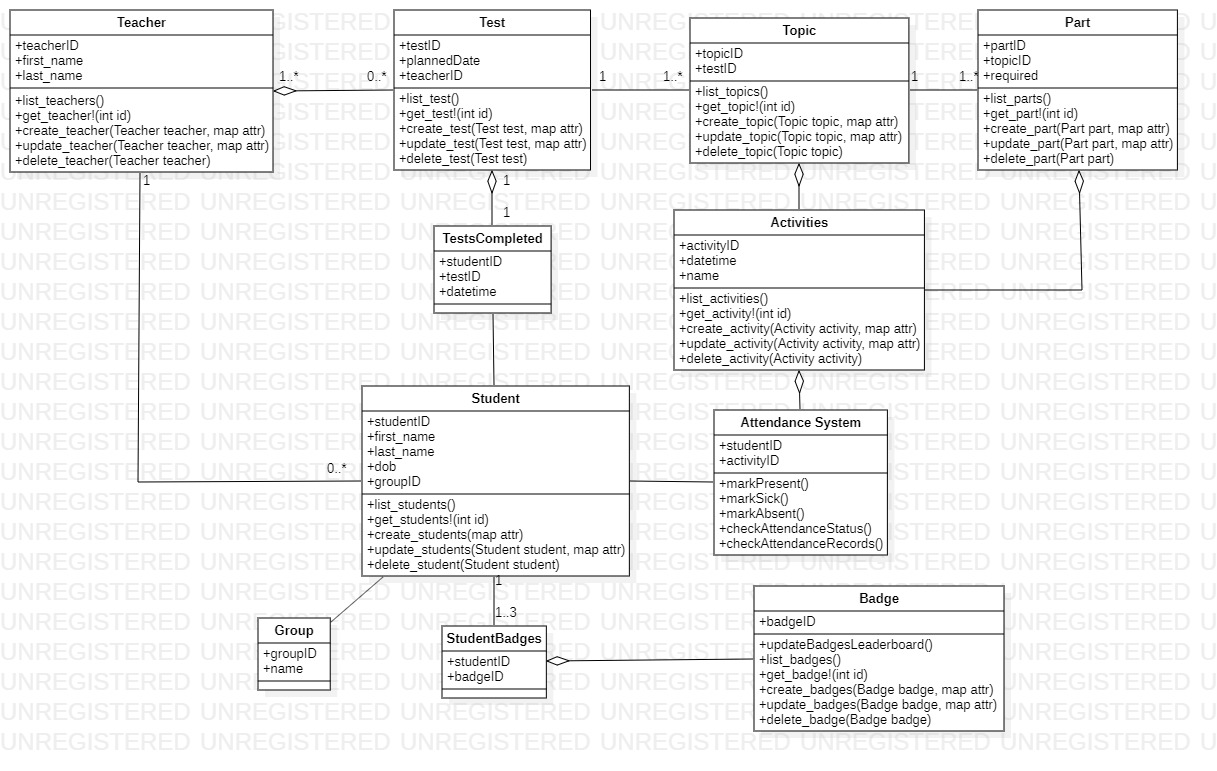 Teacher
+teacherID
+first_name
+last_name
+list_teachers()
+get_teacher!(int id)
+create_teacher(Teacher teacher, map attr)
+update_teacher(Teacher teacher, map attr)
+delete_teacher(Teacher teacher)
1..*
0..*
Test
+testID
+plannedDate
+teacherID
+list_test()
+get_test!(int id)
+create_test(Test test, map attr)
+update_test(Test test, map attr)
+delete_test(Test test)
1
1..*
Topic
+topicID
+testID
+list_topics()
+get_topic!(int id)
+create_topic(Topic topic, map attr)
+update_topic(Topic topic, map attr)
+delete_topic(Topic topic)
1
1..*
Part
+partID
+topicID
+required
+list_parts()
+get_part!(int id)
+create_part(Part part, map attr)
+update_part(Part part, map attr)
+delete_part(Part part)
1
1
1
TestsCompleted
+studentID
+testID
+datetime
Activities
+activityID
+datetime
+name
+list_activities()
+get_activity!(int id)
+create_activity(Activity activity, map attr)
+update_activity(Activity activity, map attr)
+delete_activity(Activity activity)
0..*
Student
+studentID
+first_name
+last_name
+dob
+groupID
+list_students()
+get_students!(int id)
+create_students(map attr)
+update_students(Student student, map attr)
+delete_student(Student student)
Attendance System
+studentID
+activityID
+markPresent()
+markSick()
+markAbsent()
+checkAttendanceStatus()
+checkAttendanceRecords()
1
1..3
Group
+groupID
+name
StudentBadges
+studentID
+badgeID
Badge
+badgeID
+updateBadgesLeaderboard()
+list_badges()
+get_badge!(int id)
+create_badges(Badge badge, map attr)
+update_badges(Badge badge, map attr)
+delete_badge(Badge badge)
UNREGISTERED